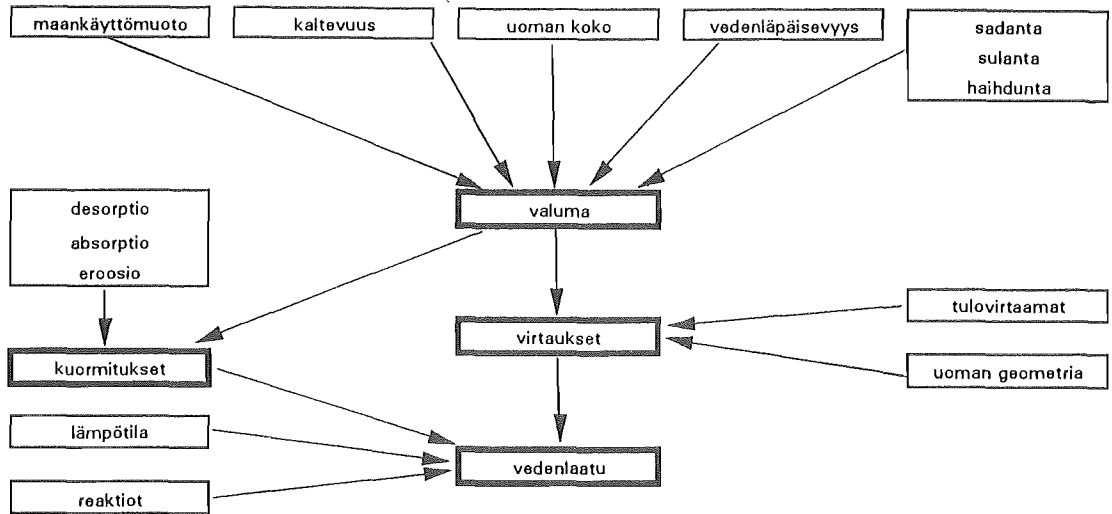 maankäyttömuoto
kaltevuus
uoman koko
vedenläpäisevyys
sadanta
sulanta
haihdunta
valuma
desorptio
absorptio
eroosio
virtaukset
tulovirtaamat
kuormitukset
uoman geometria
lämpötila
vedenlaatu
reaktiot